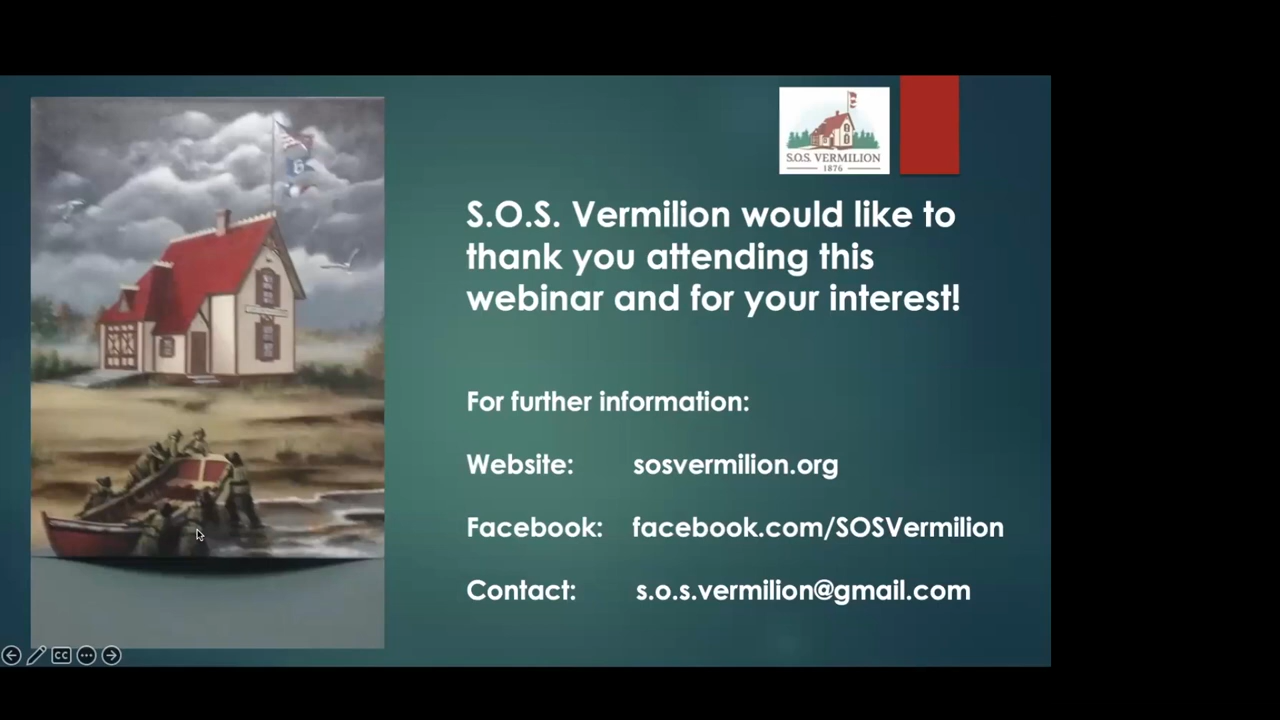 S.O.S. VERMILION
1876
S.O.S. Vermilion would like to
thank you attending this
webinar and for your interest!
For further information:
Website: sosvermilion.org
Facebook: facebook.com/SOSVermilion
Contact: s.o.s.vermilion@gmail.com
CC